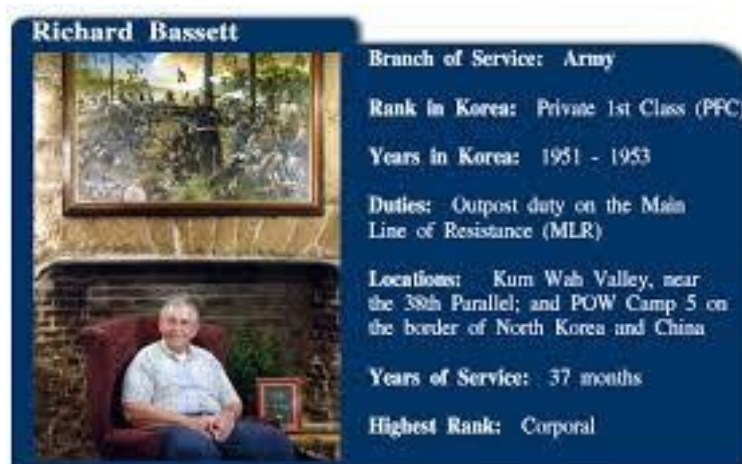 Richard Bassett
Branch of Service: Army
Rank in Korea: Private 1st Class (PFC)
Years in Korea: 1951 - 1953
Duties: Outpost duty on the Main
Line of Resistance (MLR)
Locations: Kum Wah Valley, near
the 38th Parallel; and POW Camp 5 on
the border of North Korea and China
Years of Service: 37 months
Highest Rank: Corporal